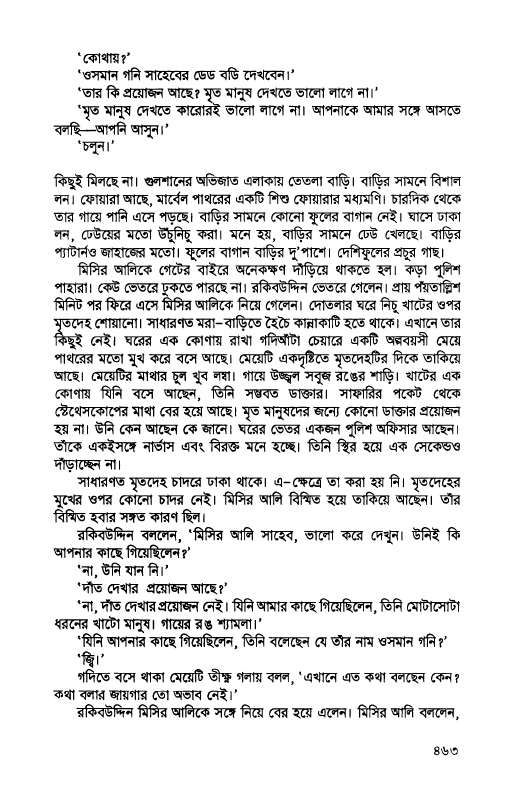 ‘কোথায়?’
‘ওসমান গনি সাহেবের ডেড বডি দেখবেন।’
‘তার কি প্রয়োজন আছে? মৃত মানুষ দেখতে ভালো লাগে না।’
‘মৃত মানুষ দেখতে কারোরই ভালো লাগে না। আপনাকে আমার সঙ্গে আসতে
বলছি—আপনি আসুন।’
‘চলুন।’
কিছুই মিলছে না। গুলশানের অভিজাত এলাকায় তেতলা বাড়ি। বাড়ির সামনে বিশাল
লন। ফোয়ারা আছে, মার্বেল পাথরের একটি শিশু ফোয়ারার মধ্যমণি। চারদিক থেকে
তার গায়ে পানি এসে পড়ছে। বাড়ির সামনে কোনো ফুলের বাগান নেই। ঘাসে ঢাকা
লন, ঢেউয়ের মতো উঁচুনিচু করা। মনে হয়, বাড়ির সামনে ঢেউ খেলছে। বাড়ির
প্যাটার্নও জাহাজের মতো। ফুলের বাগান বাড়ির দু’পাশে। দেশিফুলের প্রচুর গাছ।
মিসির আলিকে গেটের বাইরে অনেকক্ষণ দাঁড়িয়ে থাকতে হল। কড়া পুলিশ
পাহারা। কেউ ভেতরে ঢুকতে পারছে না। রকিবউদ্দিন ভেতরে গেলেন। প্রায় পঁয়তাল্লিশ
মিনিট পর ফিরে এসে মিসির আলিকে নিয়ে গেলেন। দোতলার ঘরে নিচু খাটের ওপর
মৃতদেহ শোয়ানো। সাধারণত মরা-বাড়িতে হৈচৈ কান্নাকাটি হতে থাকে। এখানে তার
কিছুই নেই। ঘরের এক কোণায় রাখা গদিআঁটা চেয়ারে একটি অল্পবয়সী মেয়ে
পাথরের মতো মুখ করে বসে আছে। মেয়েটি একদৃষ্টিতে মৃতদেহটির দিকে তাকিয়ে
আছে। মেয়েটির মাথার চুল খুব লম্বা। গায়ে উজ্জ্বল সবুজ রঙের শাড়ি। খাটের এক
কোণায় যিনি বসে আছেন, তিনি সম্ভবত ডাক্তার। সাফারির পকেট থেকে
স্টেথেসকোপের মাথা বের হয়ে আছে। মৃত মানুষদের জন্যে কোনো ডাক্তার প্রয়োজন
হয় না। উনি কেন আছেন কে জানে। ঘরের ভেতর একজন পুলিশ অফিসার আছেন।
তাঁকে একইসঙ্গে নার্ভাস এবং বিরক্ত মনে হচ্ছে। তিনি স্থির হয়ে এক সেকেন্ডও
দাঁড়াচ্ছেন না।
সাধারণত মৃতদেহ চাদরে ঢাকা থাকে। এ-ক্ষেত্রে তা করা হয় নি। মৃতদেহের
মুখের ওপর কোনো চাদর নেই। মিসির আলি বিস্মিত হয়ে তাকিয়ে আছেন। তাঁর
বিস্মিত হবার সঙ্গত কারণ ছিল।
রকিবউদ্দিন বললেন, ‘মিসির আলি সাহেব, ভালো করে দেখুন। উনিই কি
আপনার কাছে গিয়েছিলেন?’
‘না, উনি যান নি।’
‘দাঁত দেখার প্রয়োজন আছে?’
‘না, দাঁত দেখার প্রয়োজন নেই। যিনি আমার কাছে গিয়েছিলেন, তিনি মোটাসোটা
ধরনের খাটো মানুষ। গায়ের রঙ শ্যামলা।’
‘যিনি আপনার কাছে গিয়েছিলেন, তিনি বলেছেন যে তাঁর নাম ওসমান গনি?’
‘জ্বি।’
গদিতে বসে থাকা মেয়েটি তীক্ষ্ণ গলায় বলল, ‘এখানে এত কথা বলছেন কেন?
কথা বলার জায়গার তো অভাব নেই।’
রকিবউদ্দিন মিসির আলিকে সঙ্গে নিয়ে বের হয়ে এলেন। মিসির আলি বললেন,
৪৬৩